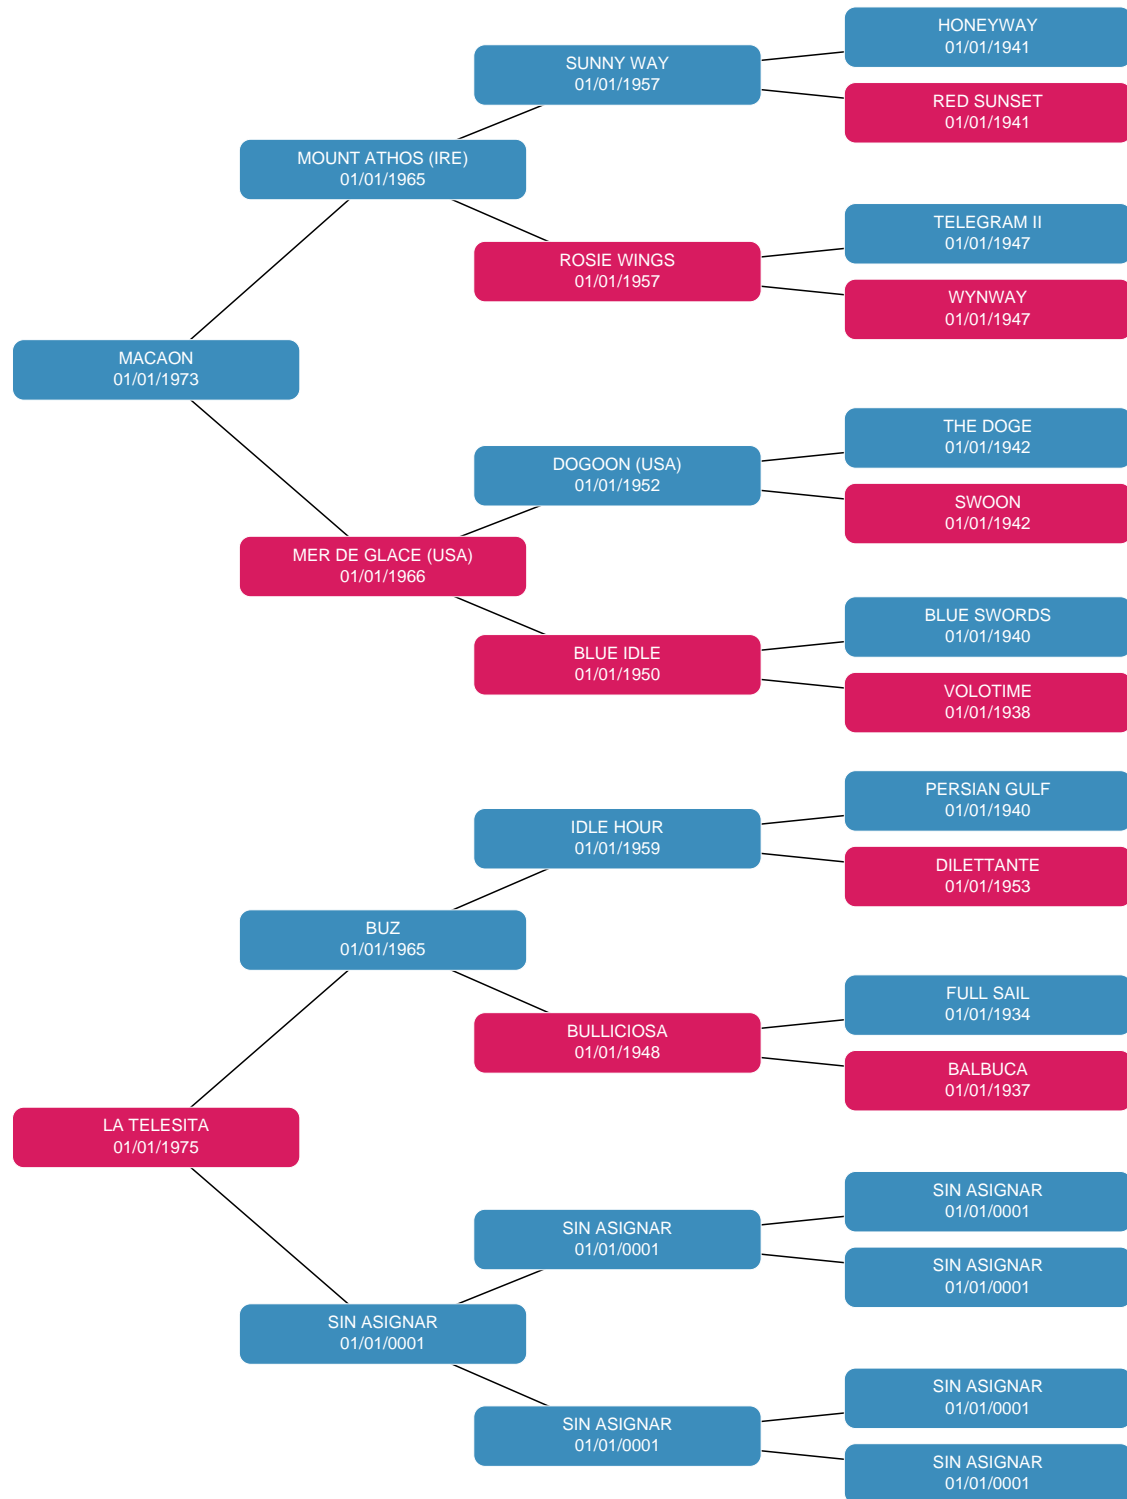 HONEYWAY
01/01/1941
SUNNY WAY
01/01/1957
RED SUNSET
01/01/1941
MOUNT ATHOS (IRE)
01/01/1965
TELEGRAM II
01/01/1947
ROSIE WINGS
01/01/1957
WYNWAY
01/01/1947
MACAON
01/01/1973
THE DOGE
01/01/1942
DOGOON (USA)
01/01/1952
SWOON
01/01/1942
MER DE GLACE (USA)
01/01/1966
BLUE SWORDS
01/01/1940
BLUE IDLE
01/01/1950
VOLOTIME
01/01/1938
PERSIAN GULF
01/01/1940
IDLE HOUR
01/01/1959
DILETTANTE
01/01/1953
BUZ
01/01/1965
FULL SAIL
01/01/1934
BULLICIOSA
01/01/1948
BALBUCA
01/01/1937
LA TELESITA
01/01/1975
SIN ASIGNAR
01/01/0001
SIN ASIGNAR
01/01/0001
SIN ASIGNAR
01/01/0001
SIN ASIGNAR
01/01/0001
SIN ASIGNAR
01/01/0001
SIN ASIGNAR
01/01/0001
SIN ASIGNAR
01/01/0001